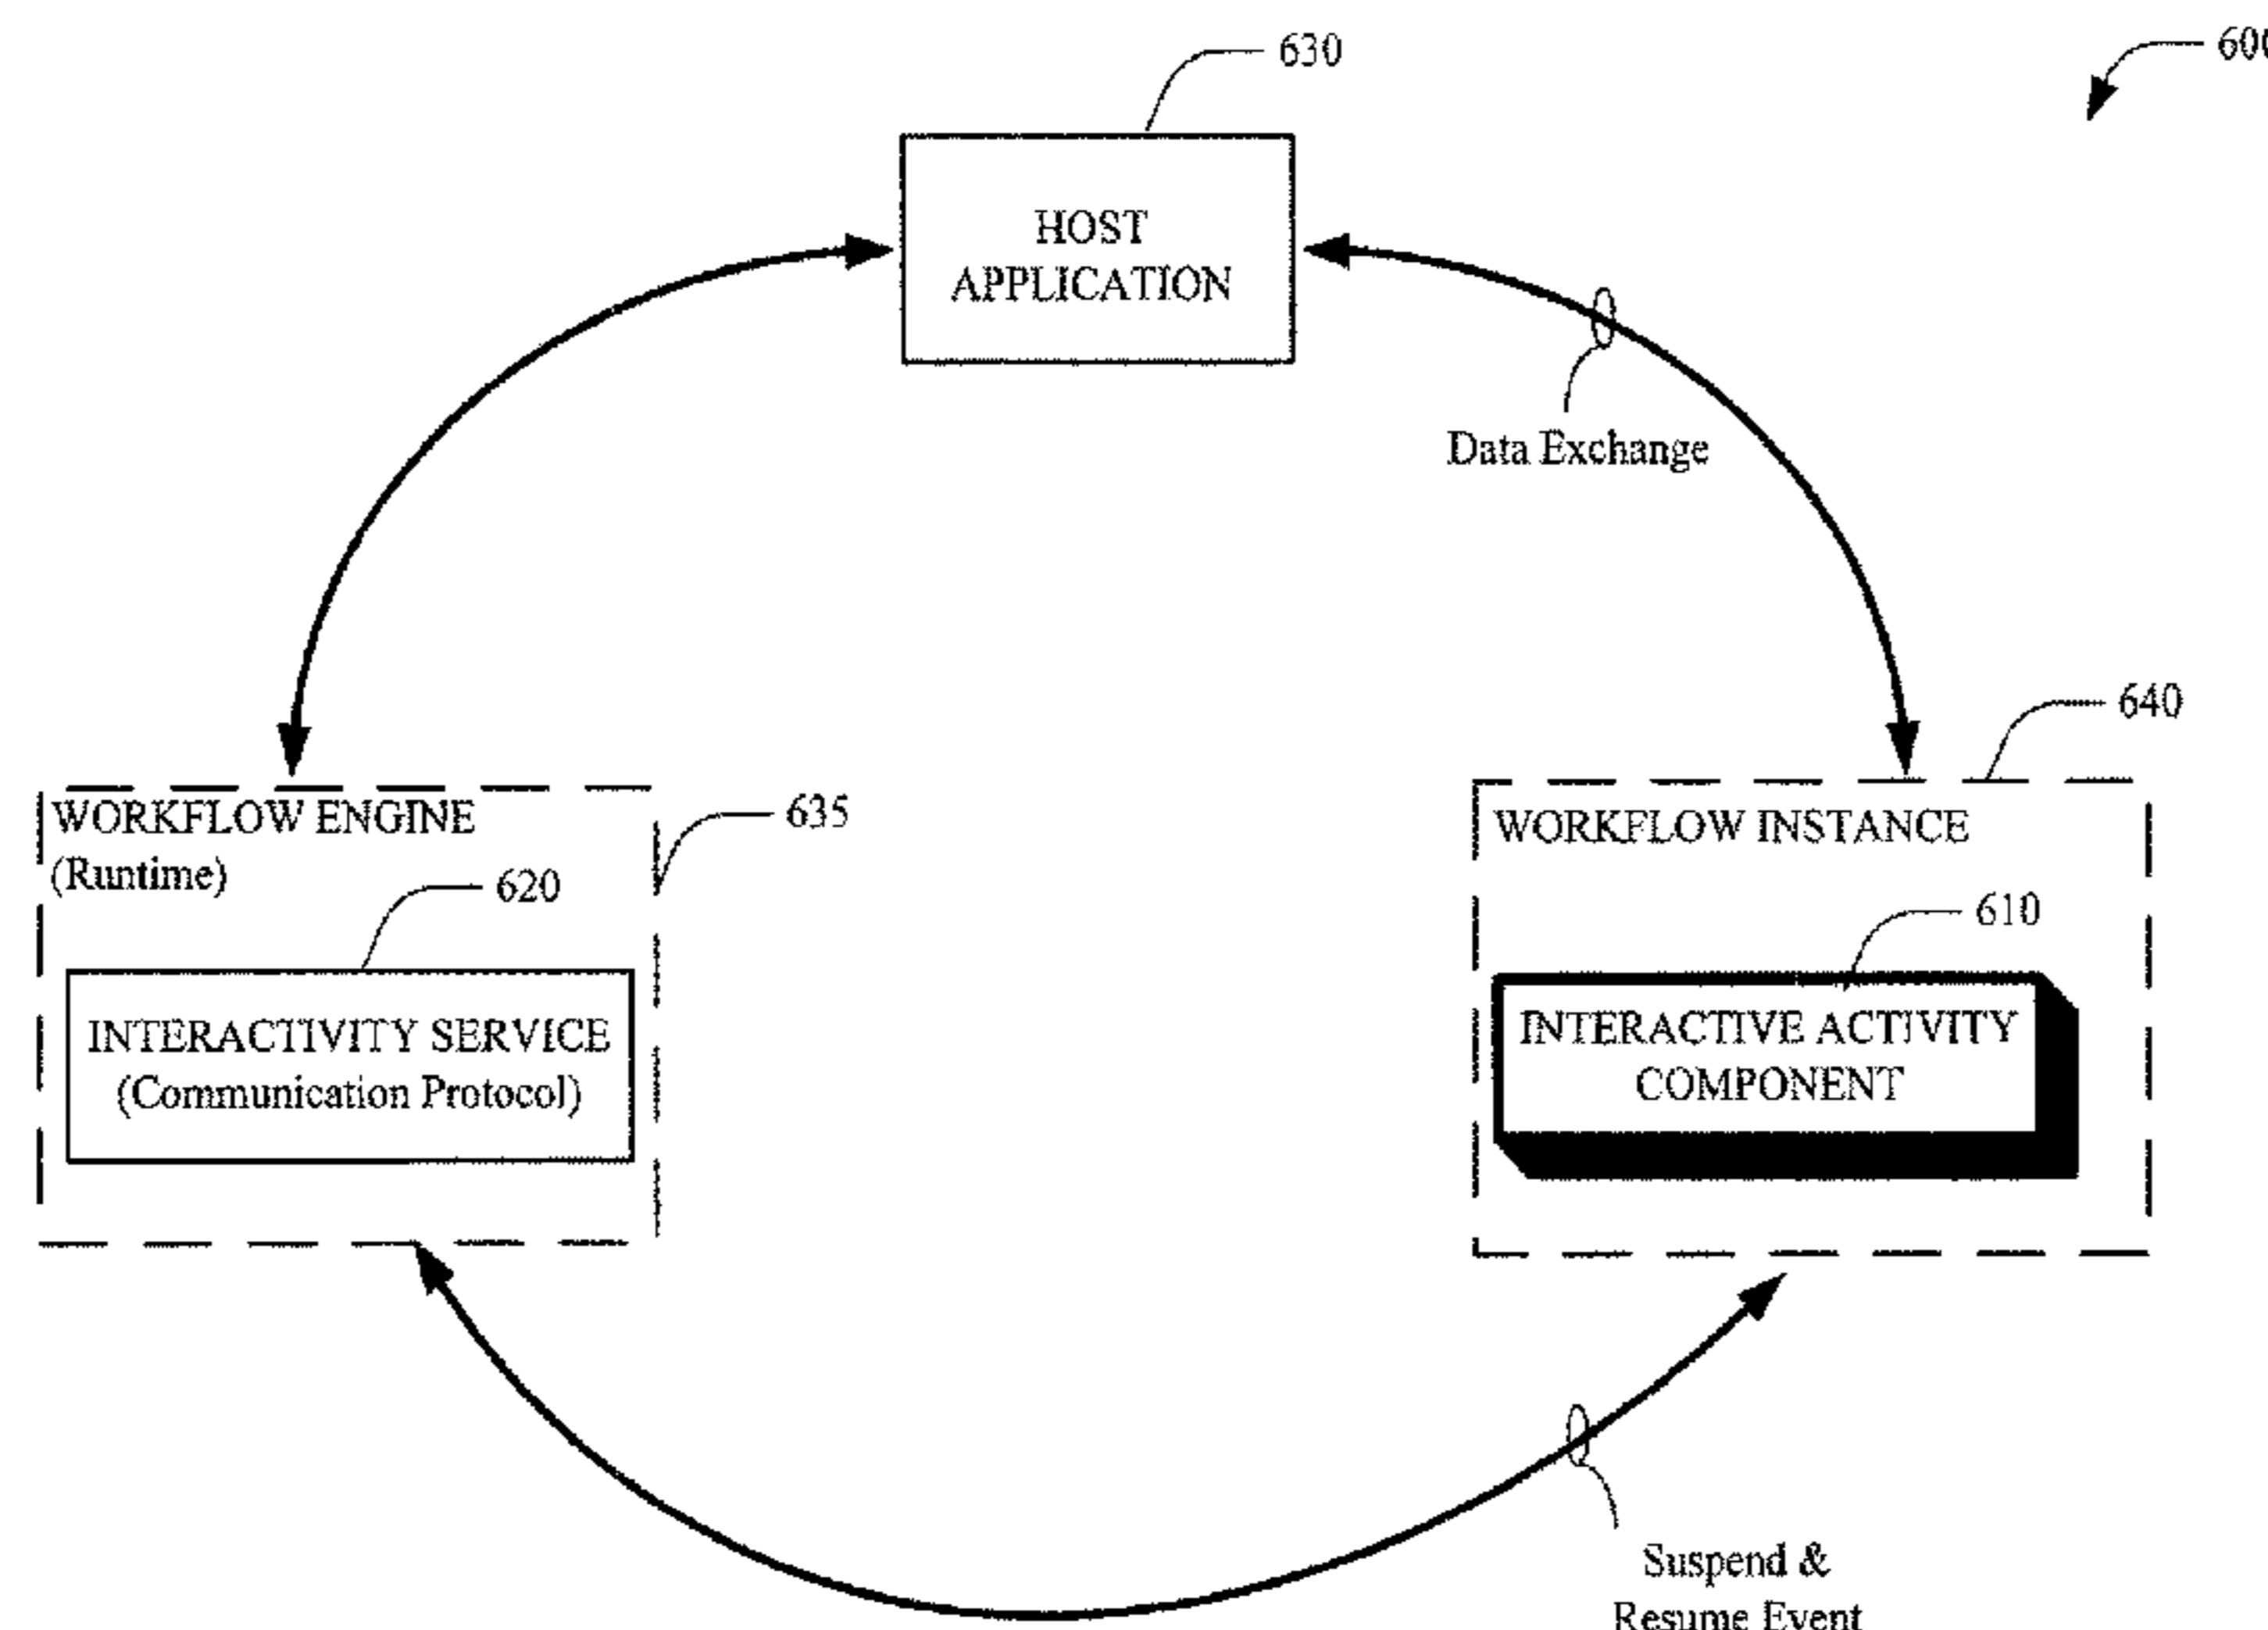 630
600
HOST
APPLICATION
Data Exchange
640
WORKFLOW ENGINE
635
(Runtime)
620
WORKFLOW INSTANCE
610
INTERACTIVITY SERVICE
(Communication Protocol)
INTERACTIVE ACTIVITY
COMPONENT
Suspend &
Resume Event